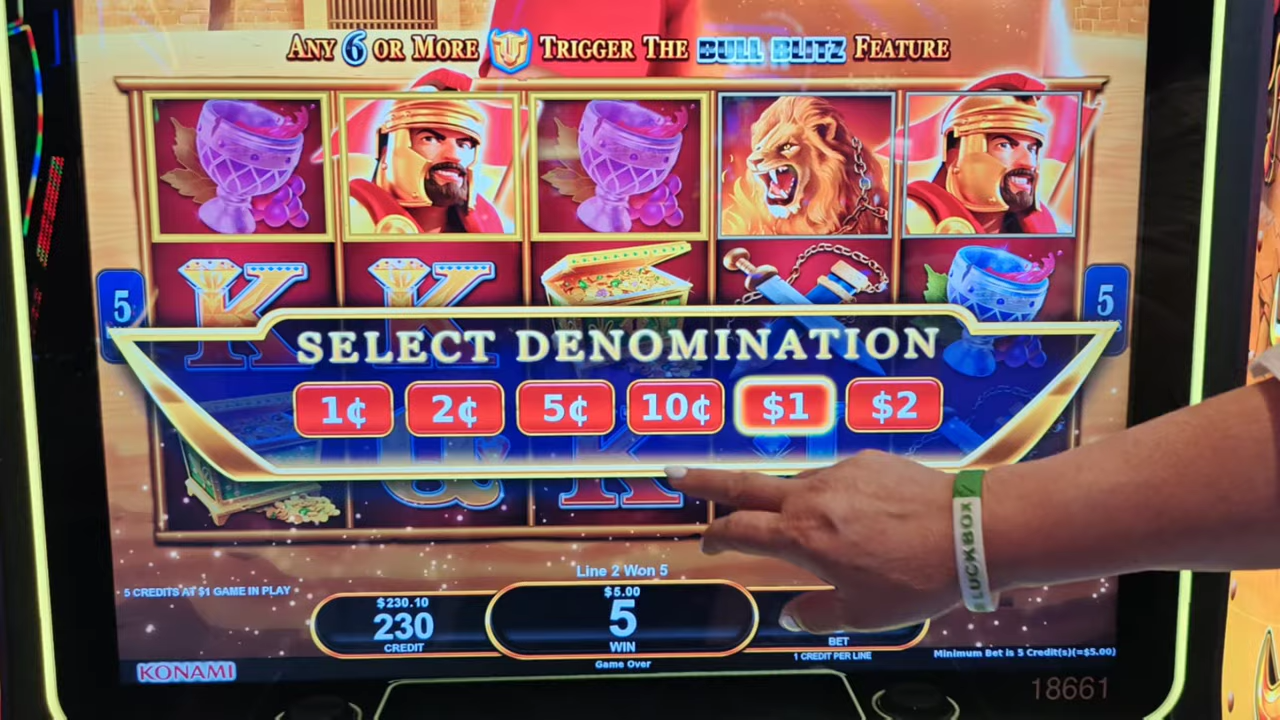 ANY 6 OR MORE TRIGGER THE BULL BLITZ FEATURE
K K
5 5
SELECT DENOMINATION
1¢ 2¢ 5¢ 10¢ $1 $2
Q K
LUCKBOX
Line 2 Won 5
5 CREDITS AT $1 GAME IN PLAY
$230.10
230
CREDIT
$5.00
5
WIN
BET
1 CREDIT PER LINE
Game Over
Minimum Bet is 5 Credit(s)(=$5.00)
KONAMI
18661